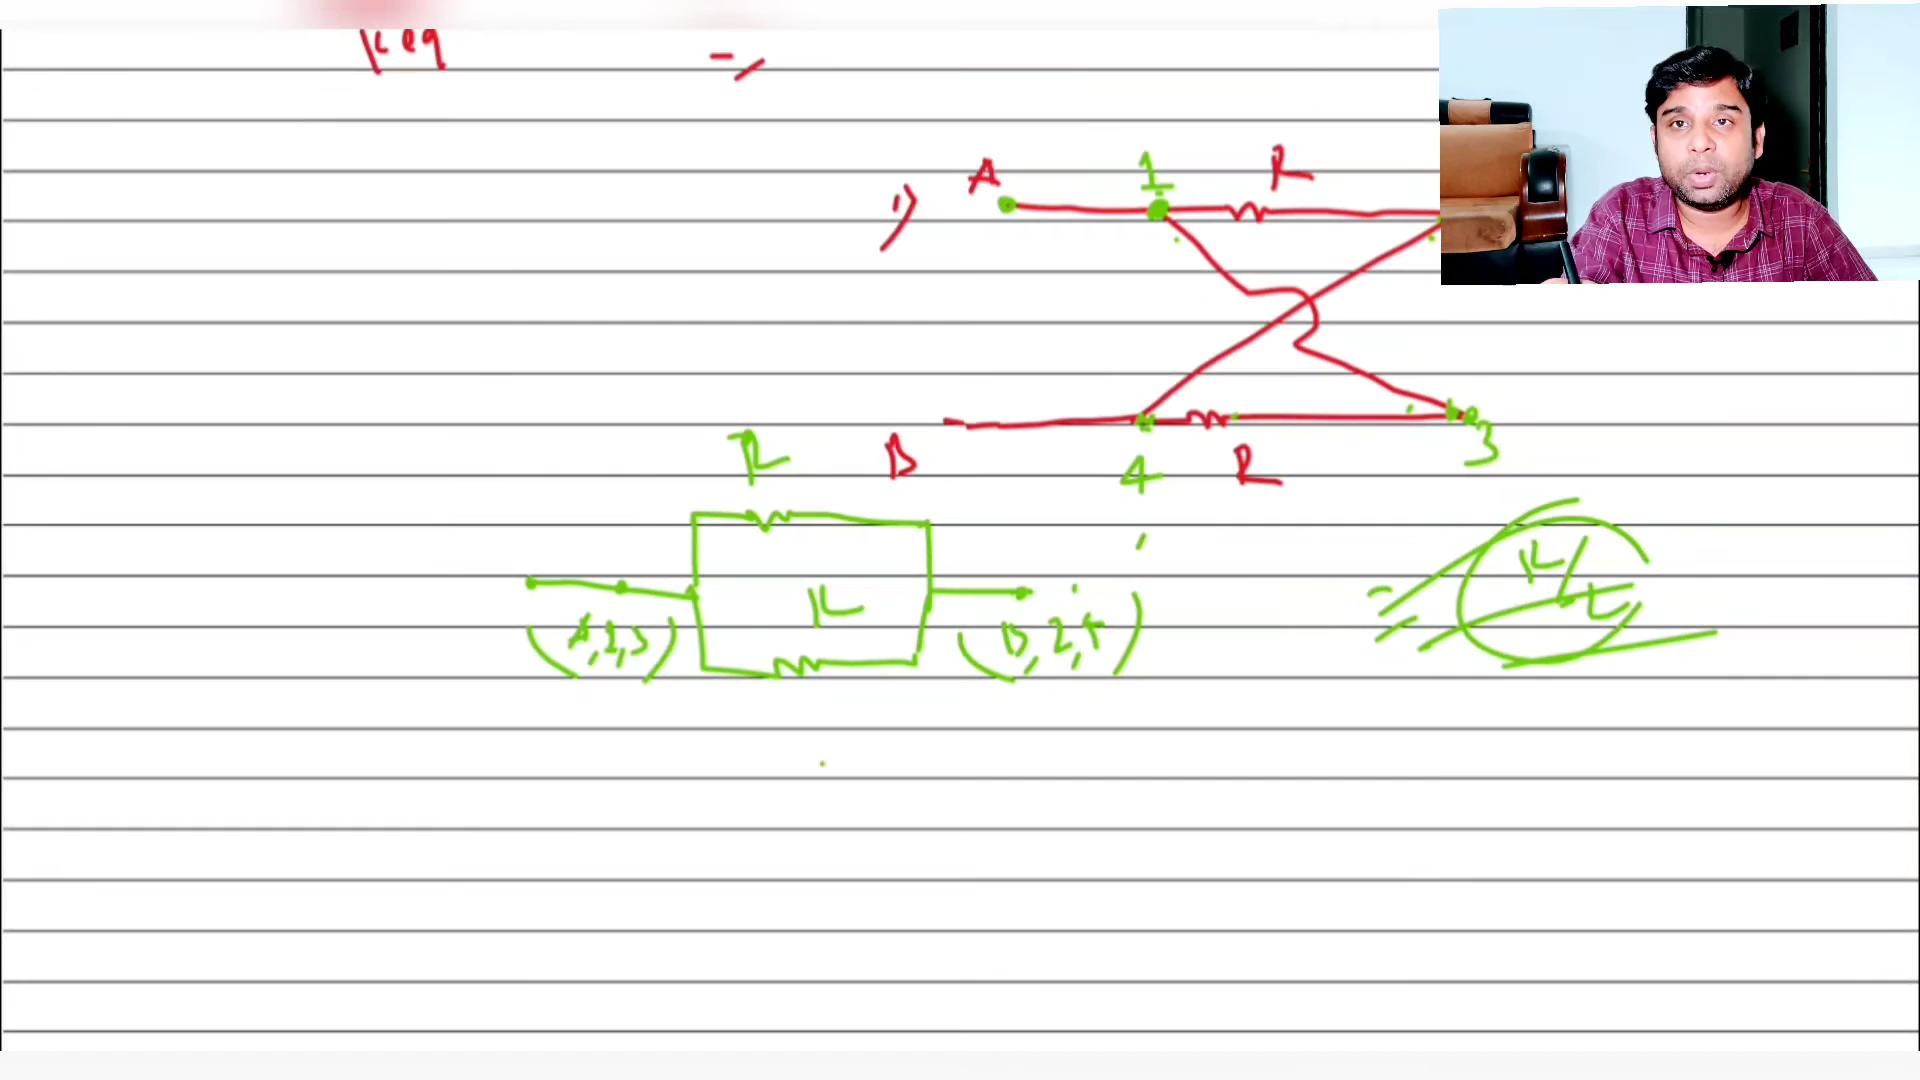 Req =
1) A 1 R
B 4 R 3
R
R
(A,1,3) (B,2,4)
= R/2